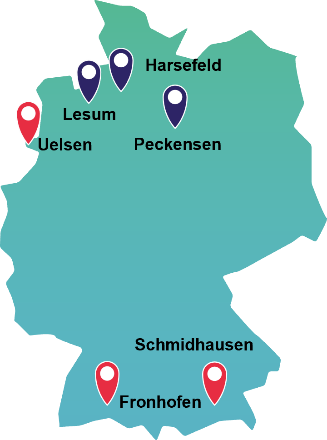 Harsefeld
Lesum
Uelsen
Peckensen
Schmidhausen
Fronhofen